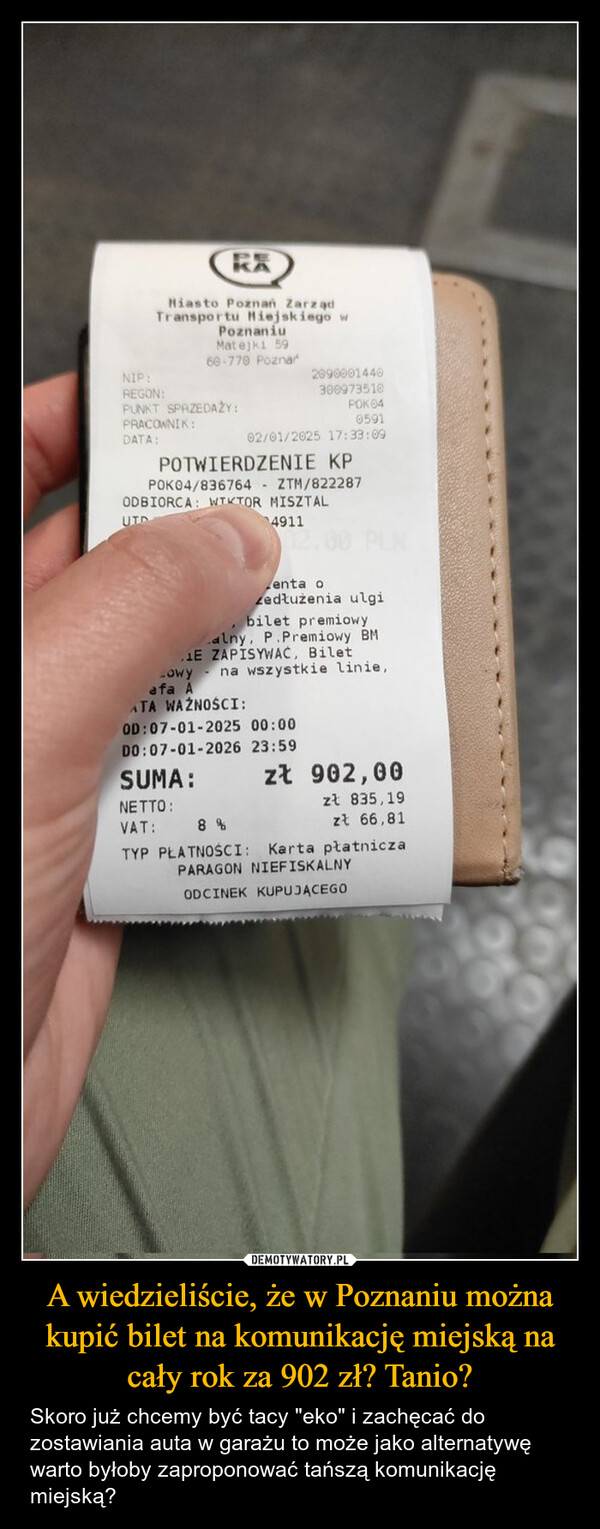 PE
KA
Miasto Poznań Zarząd
Transportu Miejskiego w
Poznaniu
Matejki 59
60-770 Poznań
NIP: 2090001440
REGON: 300973510
PUNKT SPRZEDAŻY: POK04
PRACOWNIK: 0591
DATA: 02/01/2025 17:33:09
POTWIERDZENIE KP
POK04/836764 - ZTM/822287
ODBIORCA: WIKTOR MISZTAL
4911
enta o
zedłużenia ulgi
, bilet premiowy
alny, P.Premiowy BM
IE ZAPISYWAĆ, Bilet
owy - na wszystkie linie,
afa A
ATA WAŻNOŚCI:
OD:07-01-2025 00:00
DO:07-01-2026 23:59
SUMA: zł 902,00
NETTO: zł 835,19
VAT: 8 % zł 66,81
TYP PŁATNOŚCI: Karta płatnicza
PARAGON NIEFISKALNY
ODCINEK KUPUJĄCEGO
DEMOTYWATORY.PL
A wiedzieliście, że w Poznaniu można
kupić bilet na komunikację miejską na
cały rok za 902 zł? Tanio?
Skoro już chcemy być tacy "eko" i zachęcać do
zostawiania auta w garażu to może jako alternatywę
warto byłoby zaproponować tańszą komunikację
miejską?